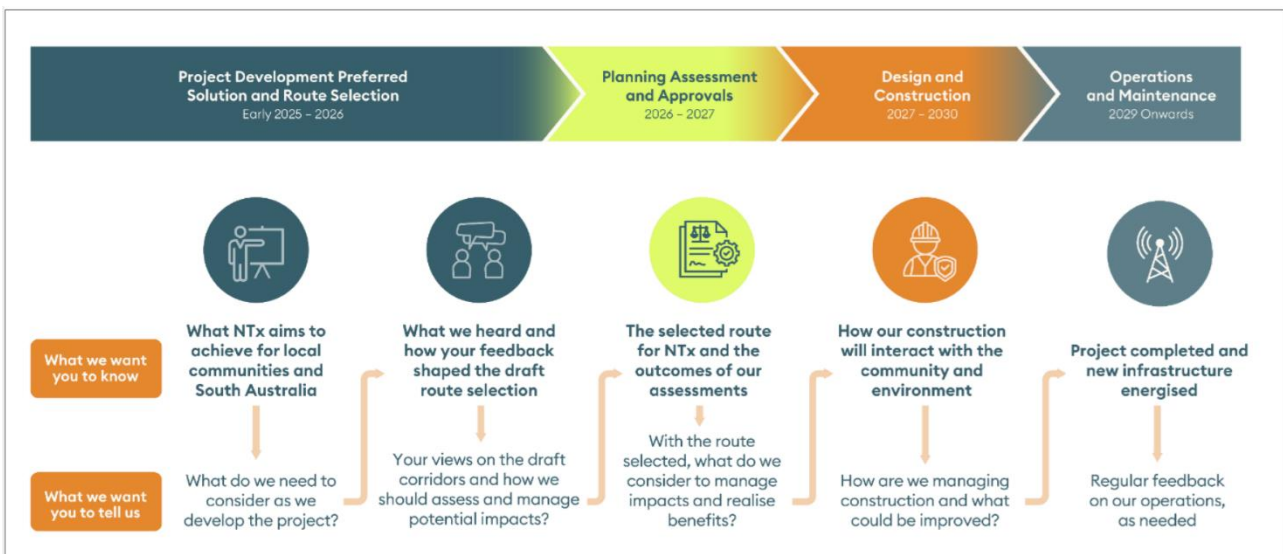 Project Development Preferred
Solution and Route Selection
Early 2025 – 2026
Planning Assessment
and Approvals
2026 – 2027
Design and
Construction
2027 – 2030
Operations
and Maintenance
2029 Onwards
What we want
you to know
What NTx aims to
achieve for local
communities and
South Australia
What we heard and
how your feedback
shaped the draft
route selection
The selected route
for NTx and the
outcomes of our
assessments
How our construction
will interact with the
community and
environment
Project completed and
new infrastructure
energised
What we want
you to tell us
What do we need to
consider as we
develop the project?
Your views on the draft
corridors and how we
should assess and manage
potential impacts?
With the route
selected, what do we
consider to manage
impacts and realise
benefits?
How are we managing
construction and what
could be improved?
Regular feedback
on our operations,
as needed